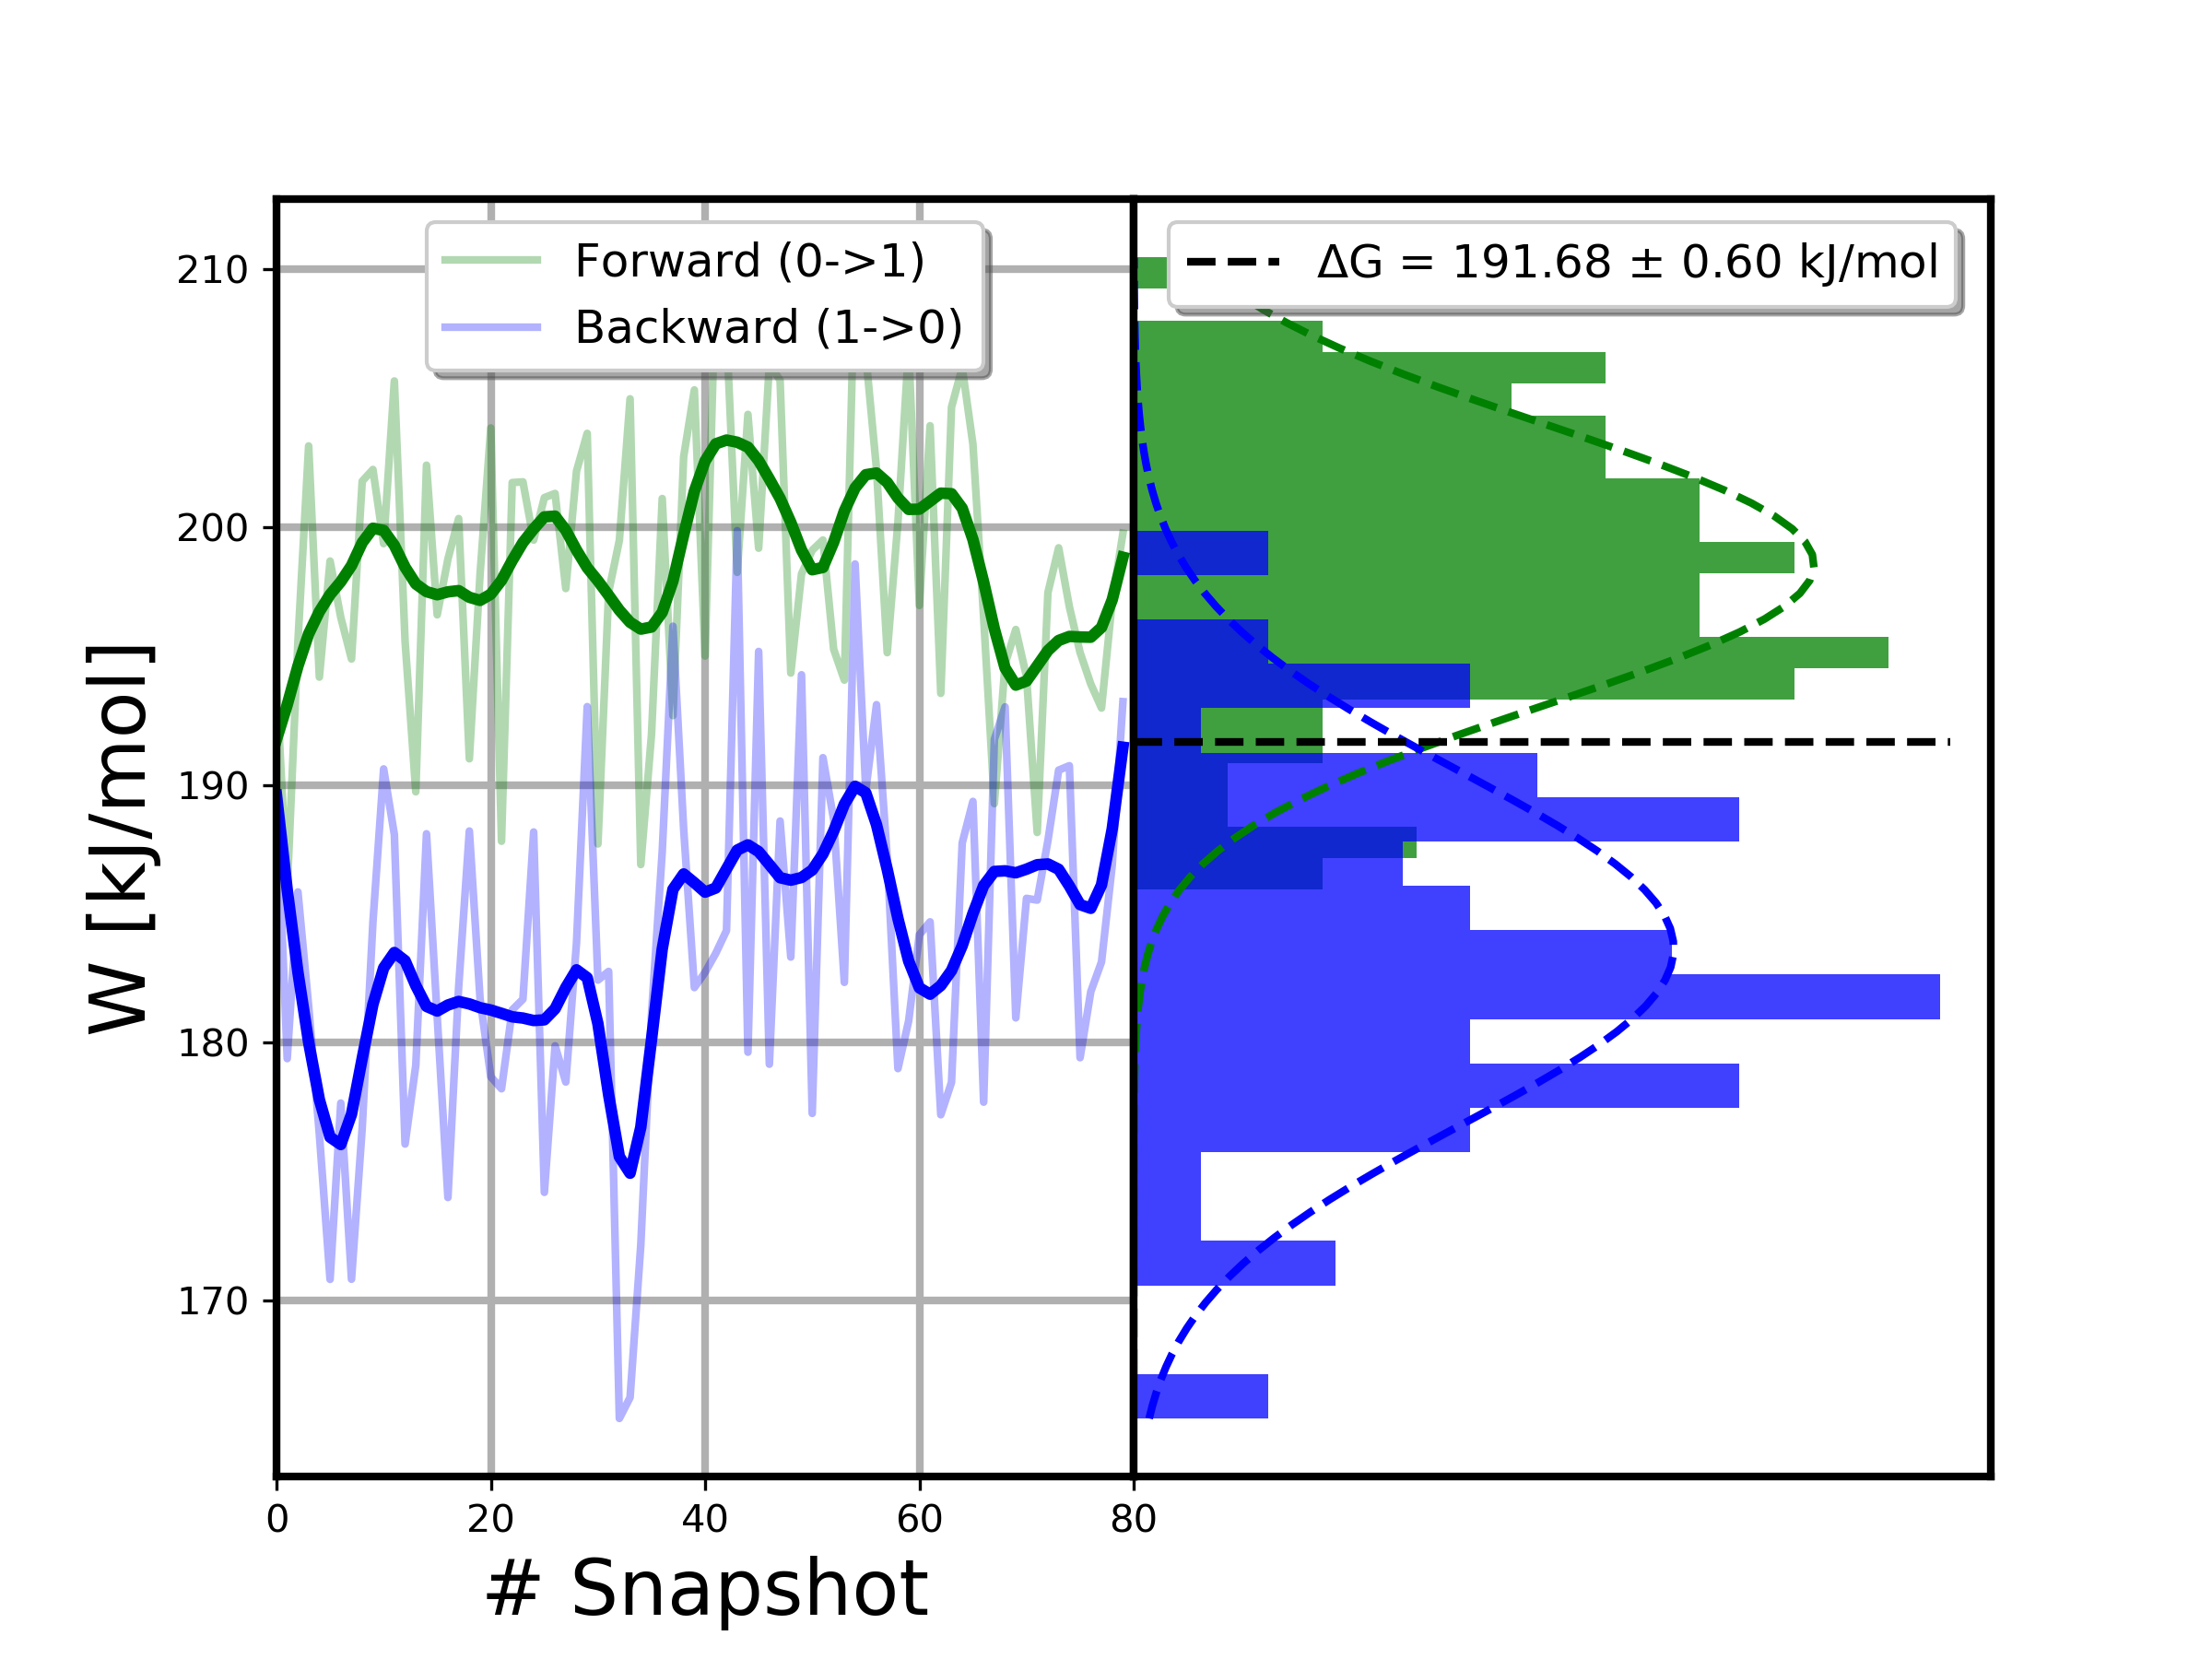 Forward (0->1)
Backward (1->0)
ΔG = 191.68 ± 0.60 kJ/mol
W [kJ/mol]
210
200
190
180
170
0 20 40 60 80
# Snapshot